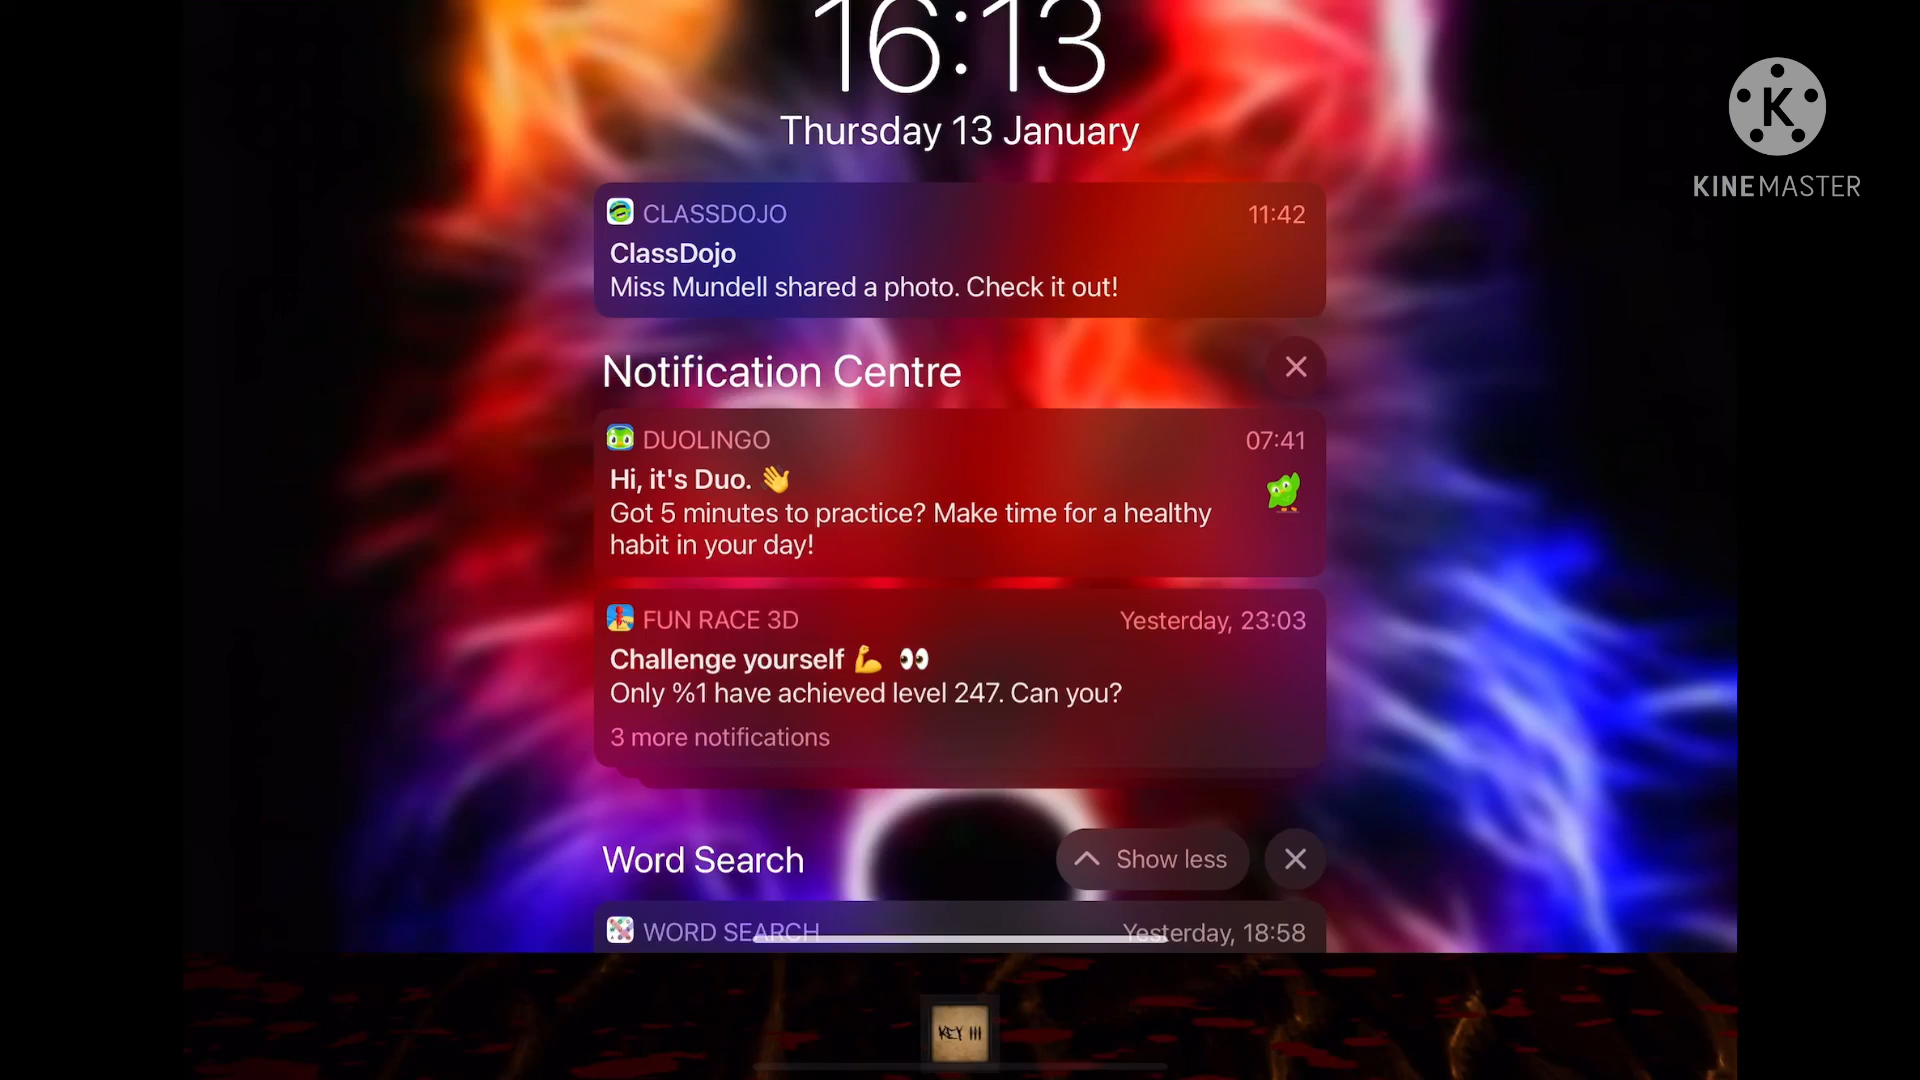 16:13
Thursday 13 January
K
KINEMASTER
CLASSDOJO 11:42
ClassDojo
Miss Mundell shared a photo. Check it out!
Notification Centre
DUOLINGO 07:41
Hi, it's Duo. 👋
Got 5 minutes to practice? Make time for a healthy
habit in your day!
FUN RACE 3D Yesterday, 23:03
Challenge yourself 💪 👀
Only %1 have achieved level 247. Can you?
3 more notifications
Word Search Show less
WORD SEARCH Yesterday, 18:58
KEY III